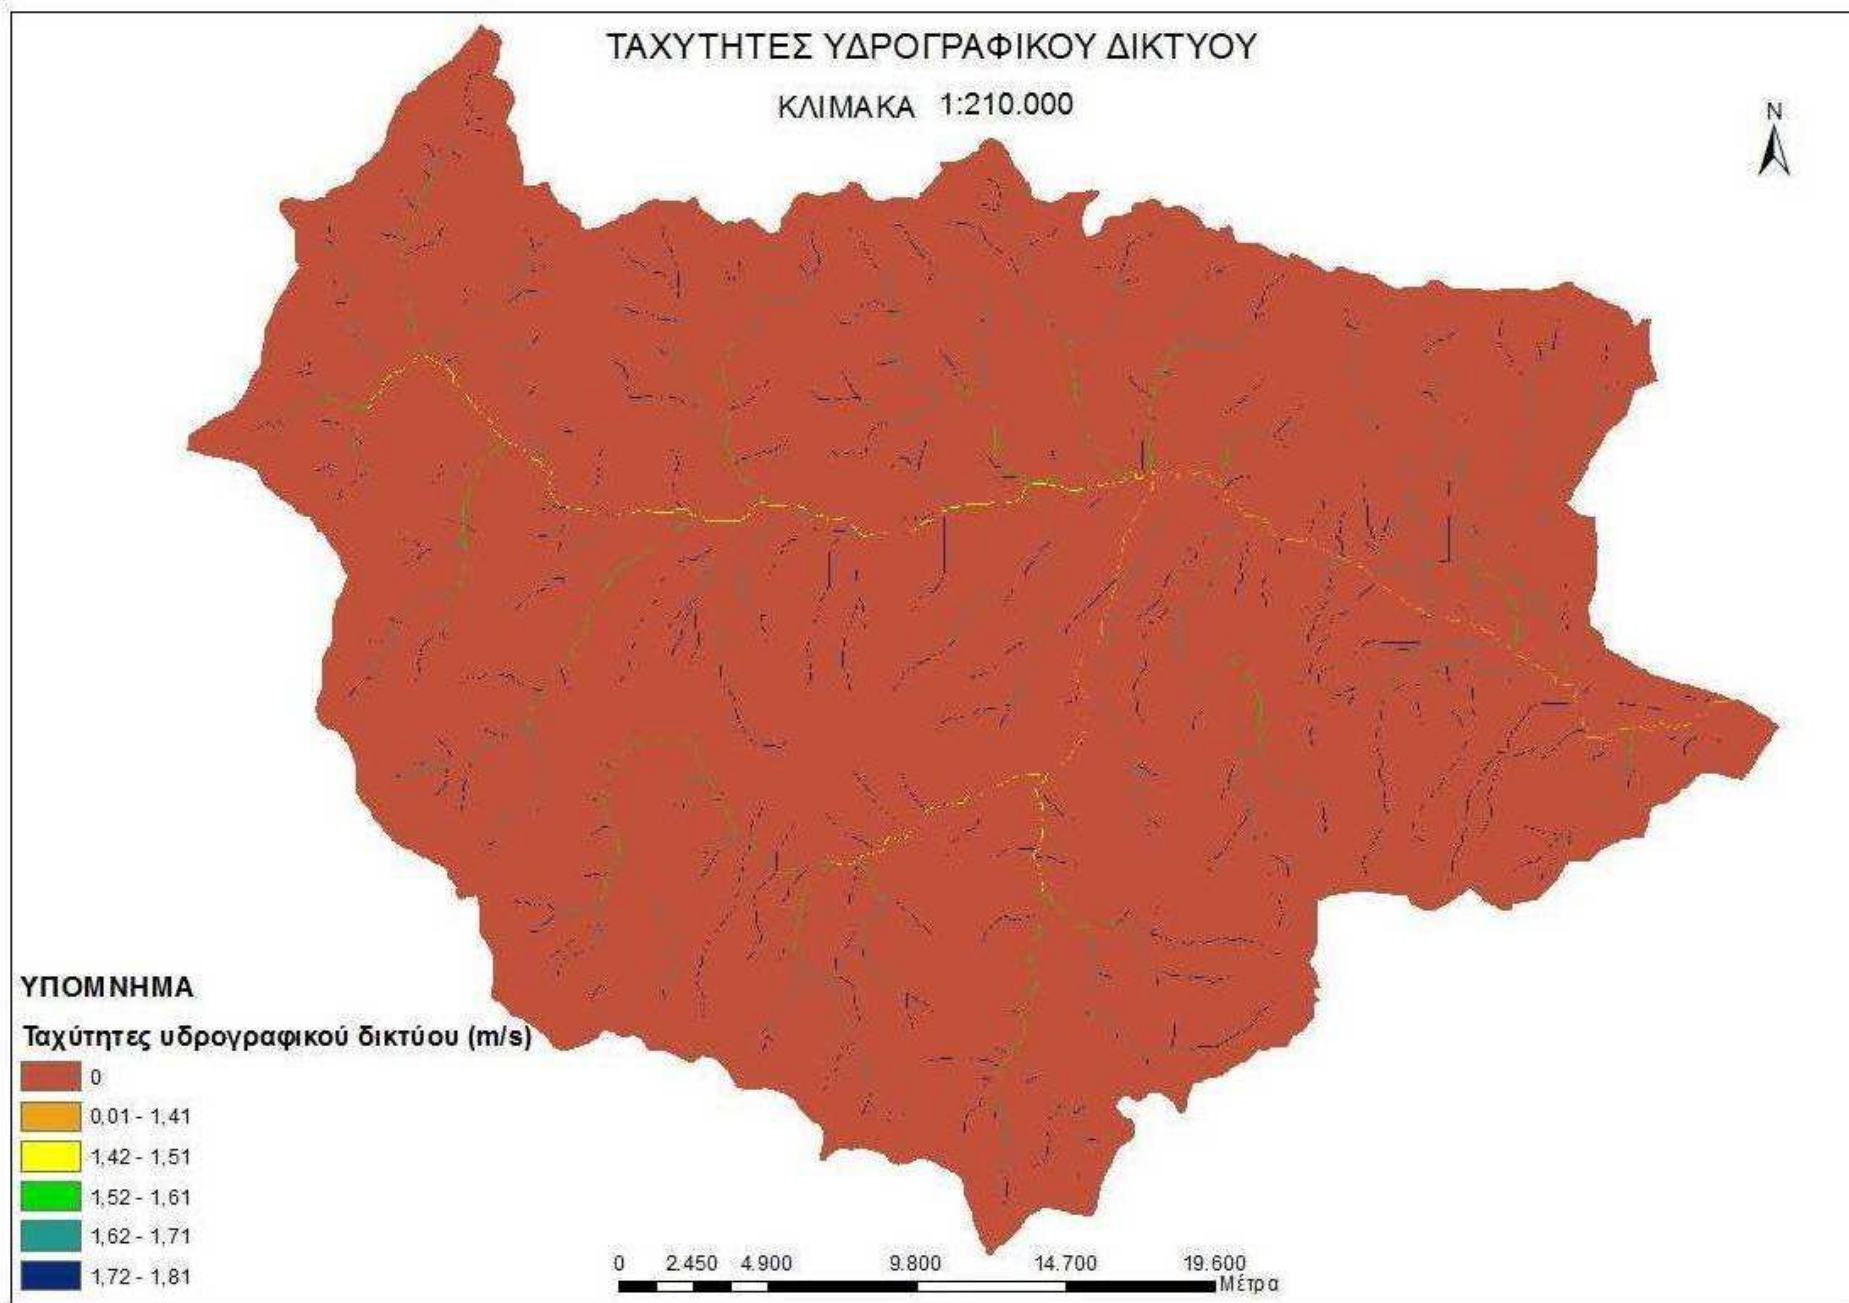 ΤΑΧΥΤΗΤΕΣ ΥΔΡΟΓΡΑΦΙΚΟΥ ΔΙΚΤΥΟΥ
ΚΛΙΜΑΚΑ 1:210.000
N
ΥΠΟΜΝΗΜΑ
Ταχύτητες υδρογραφικού δικτύου (m/s)
0
0,01 - 1,41
1,42 - 1,51
1,52 - 1,61
1,62 - 1,71
1,72 - 1,81
0 2.450 4.900 9.800 14.700 19.600
Μέτρα